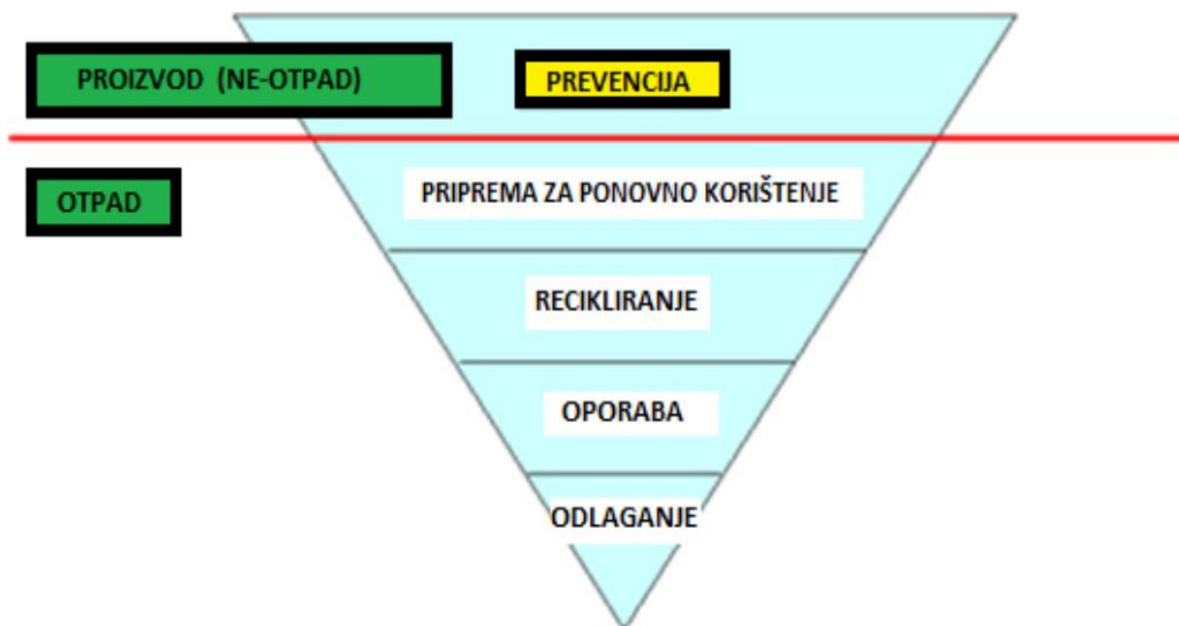 PROIZVOD (NE-OTPAD)
PREVENCIJA
OTPAD
PRIPREMA ZA PONOVNO KORIŠTENJE
RECIKLIRANJE
OPORABA
ODLAGANJE